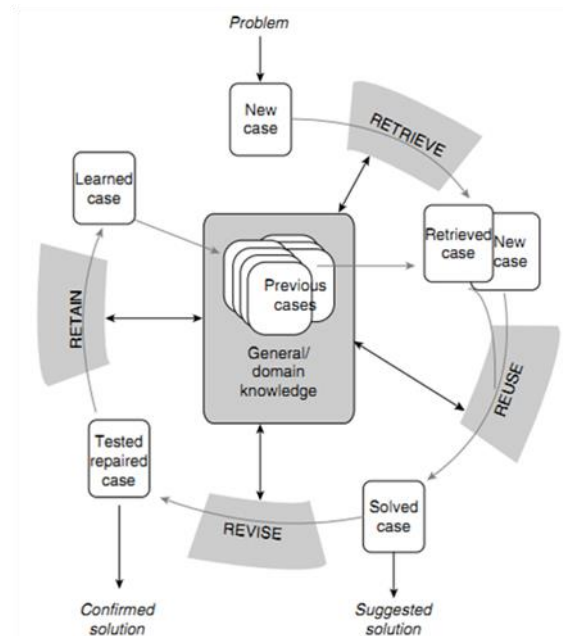 Problem
New
case
RETRIEVE
Learned
case
Retrieved
case
New
case
Previous
cases
General/
domain
knowledge
RETAIN
REUSE
Tested
repaired
case
REVISE
Solved
case
Confirmed
solution
Suggested
solution